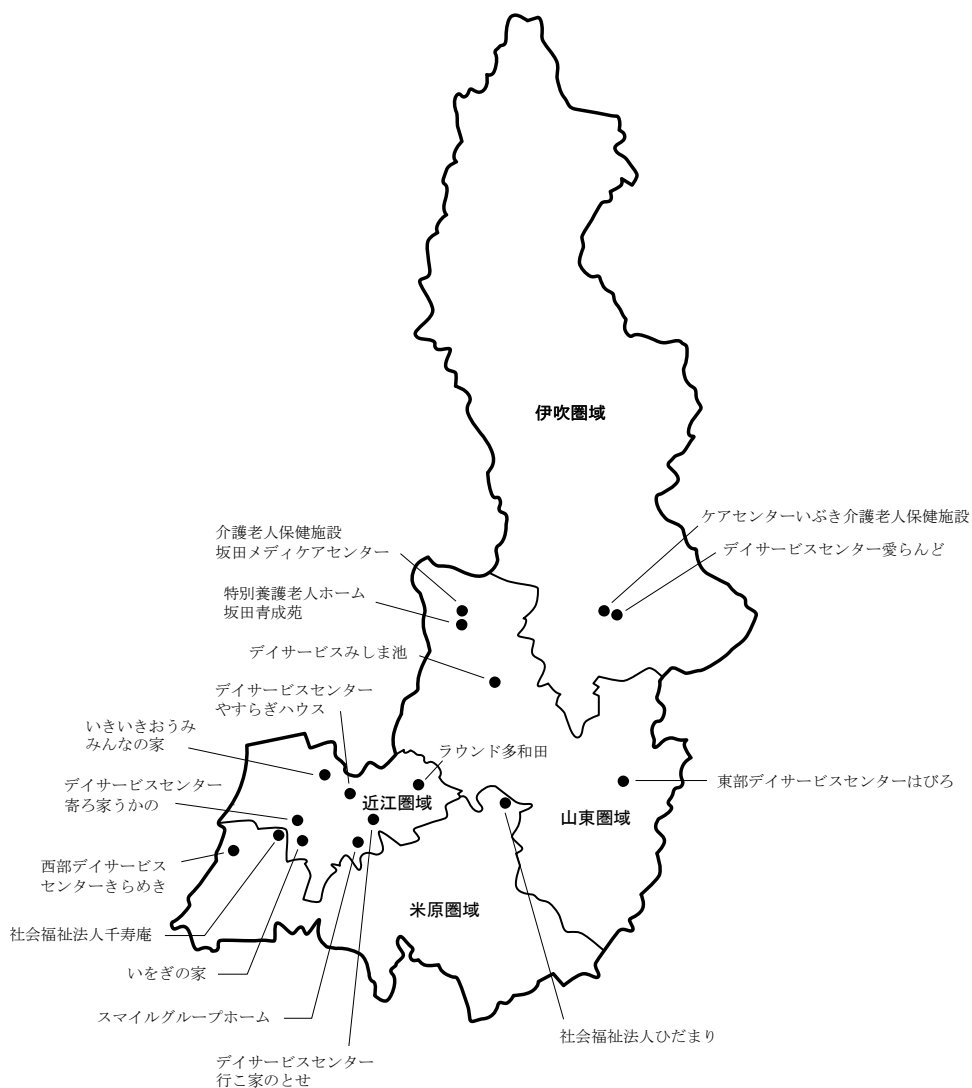 伊吹圏域
ケアセンターいぶき介護老人保健施設
デイサービスセンター愛らんど
介護老人保健施設
坂田メディケアセンター
特別養護老人ホーム
坂田青成苑
デイサービスみしま池
デイサービスセンター
やすらぎハウス
いきいきおうみ
みんなの家
ラウンド多和田
デイサービスセンター
寄ろ家うかの
近江圏域
東部デイサービスセンターはびろ
山東圏域
西部デイサービス
センターきらめき
米原圏域
社会福祉法人千寿庵
いをぎの家
スマイルグループホーム
社会福祉法人ひだまり
デイサービスセンター
行こ家のとせ